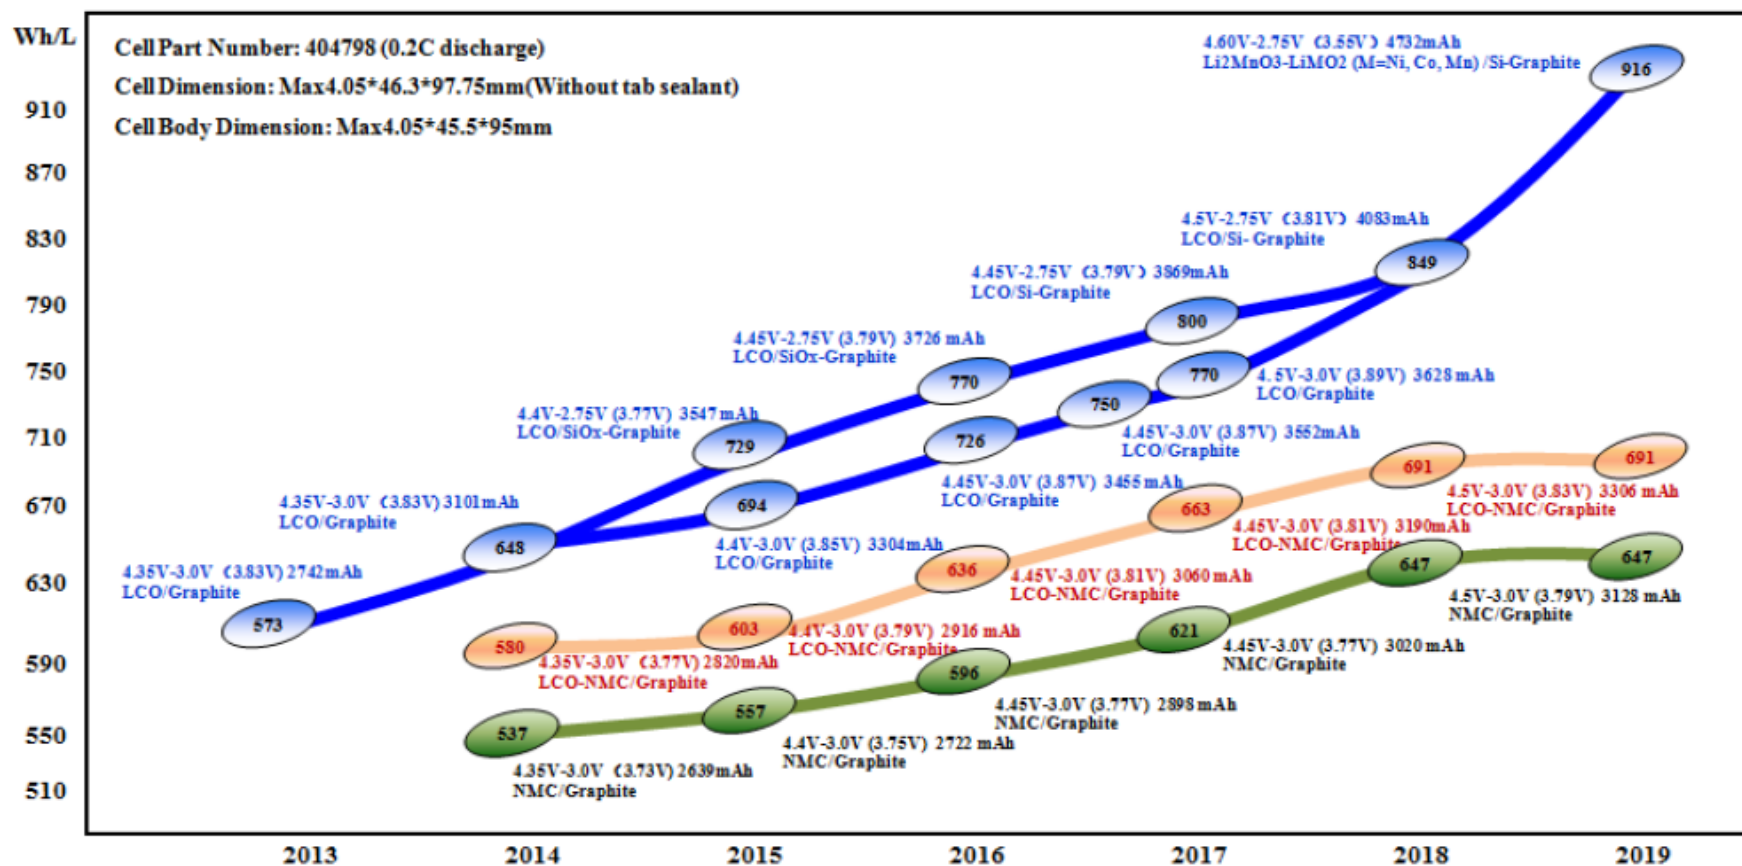 Wh/L
910
870
830
790
750
710
670
630
590
550
510
Cell Part Number: 404798 (0.2C discharge)
Cell Dimension: Max4.05*46.3*97.75mm(Without tab sealant)
Cell Body Dimension: Max4.05*45.5*95mm
4.60V-2.75V (3.55V) 4732mAh
Li2MnO3-LiMO2 (M=Ni, Co, Mn) /Si-Graphite
916
4.5V-2.75V (3.81V) 4083mAh
LCO/Si- Graphite
849
4.45V-2.75V (3.79V) 3869mAh
LCO/Si-Graphite
800
4.45V-2.75V (3.79V) 3726 mAh
LCO/SiOx-Graphite
770
4.4V-2.75V (3.77V) 3547mAh
LCO/SiOx-Graphite
729
770
4.5V-3.0V (3.89V) 3628 mAh
LCO/Graphite
750
4.45V-3.0V (3.87V) 3552mAh
LCO/Graphite
726
4.45V-3.0V (3.87V) 3455 mAh
LCO/Graphite
694
4.4V-3.0V (3.85V) 3304mAh
LCO/Graphite
4.35V-3.0V (3.83V) 3101mAh
LCO/Graphite
648
4.35V-3.0V (3.83V) 2742mAh
LCO/Graphite
573
580
4.35V-3.0V (3.77V) 2820mAh
LCO-NMC/Graphite
603
4.4V-3.0V (3.79V) 2916 mAh
LCO-NMC/Graphite
636
4.45V-3.0V (3.81V) 3060 mAh
LCO-NMC/Graphite
663
4.45V-3.0V (3.81V) 3190mAh
LCO-NMC/Graphite
691
691
4.5V-3.0V (3.83V) 3306 mAh
LCO-NMC/Graphite
537
4.35V-3.0V (3.73V) 2639mAh
NMC/Graphite
557
4.4V-3.0V (3.75V) 2722 mAh
NMC/Graphite
596
4.45V-3.0V (3.77V) 2898 mAh
NMC/Graphite
621
4.45V-3.0V (3.77V) 3020 mAh
NMC/Graphite
647
647
4.5V-3.0V (3.79V) 3128 mAh
NMC/Graphite
2013
2014
2015
2016
2017
2018
2019